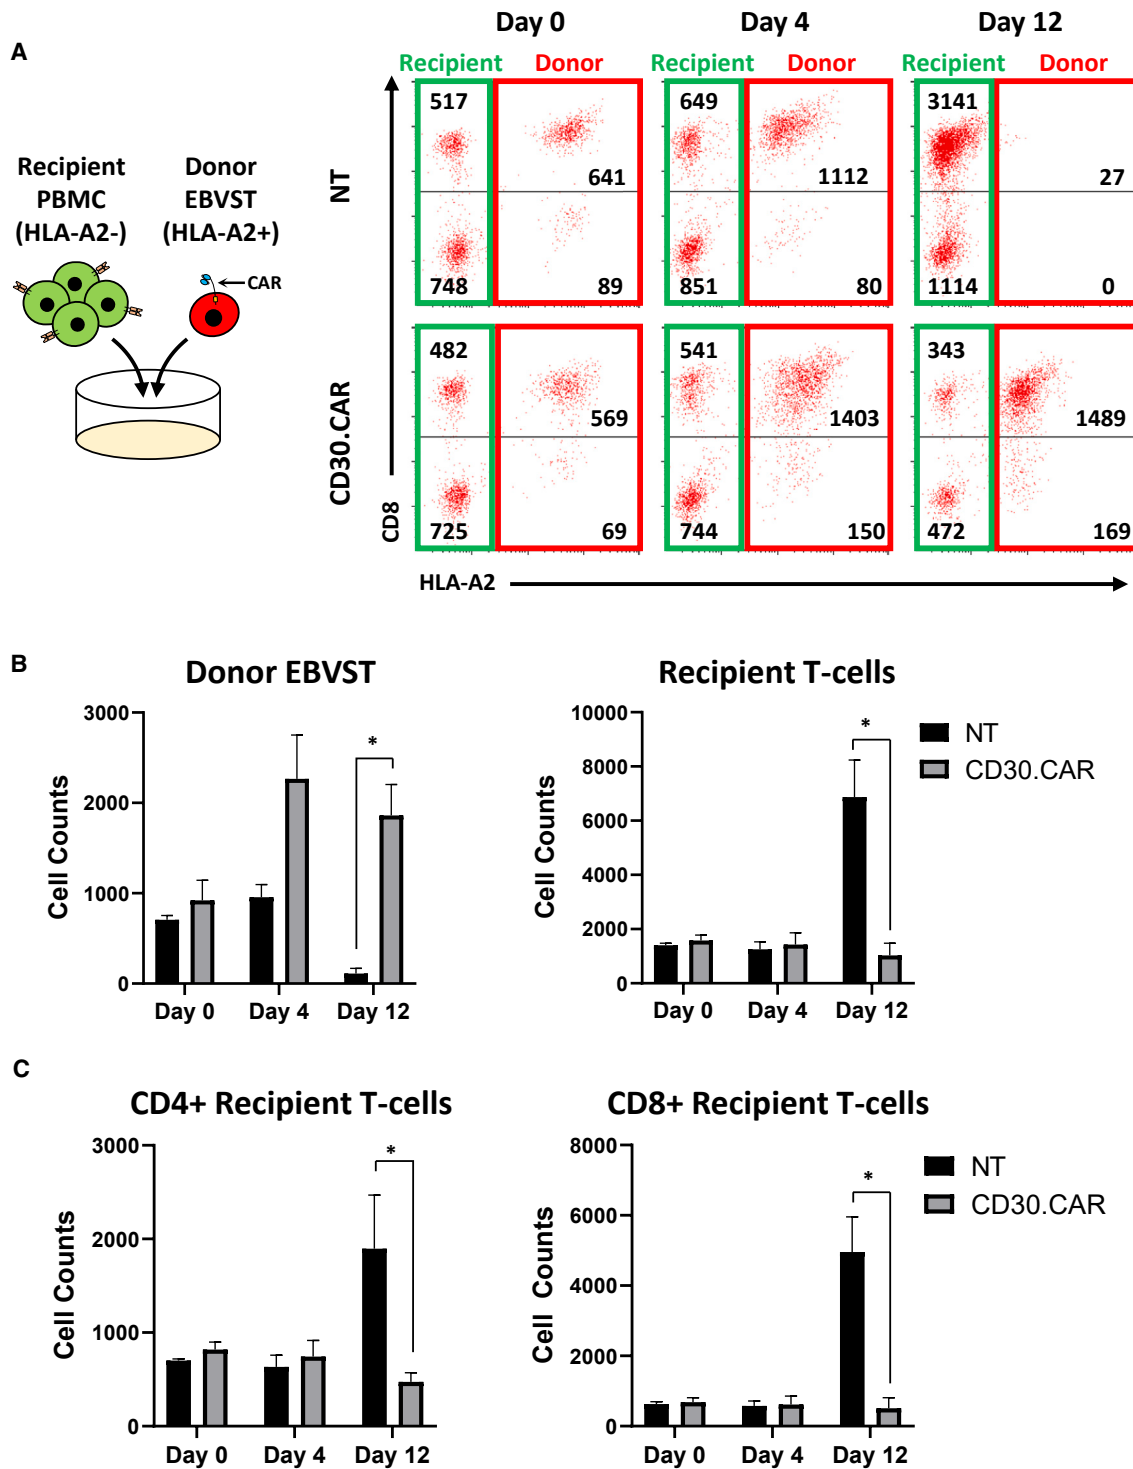 A
Day 0
Day 4
Day 12
Recipient
Donor
Recipient
Donor
Recipient
Donor
Recipient
PBMC
(HLA-A2-)
Donor
EBVST
(HLA-A2+)
CAR
NT
517
641
748
89
649
1112
851
80
3141
27
1114
0
CD30.CAR
482
569
725
69
541
1403
744
150
343
1489
472
169
CD8
HLA-A2
B
Donor EBVST
Cell Counts
3000
2000
1000
0
*
Day 0
Day 4
Day 12
Recipient T-cells
Cell Counts
10000
8000
6000
4000
2000
0
*
Day 0
Day 4
Day 12
NT
CD30.CAR
C
CD4+ Recipient T-cells
Cell Counts
3000
2000
1000
0
*
Day 0
Day 4
Day 12
CD8+ Recipient T-cells
Cell Counts
8000
6000
4000
2000
0
*
Day 0
Day 4
Day 12
NT
CD30.CAR